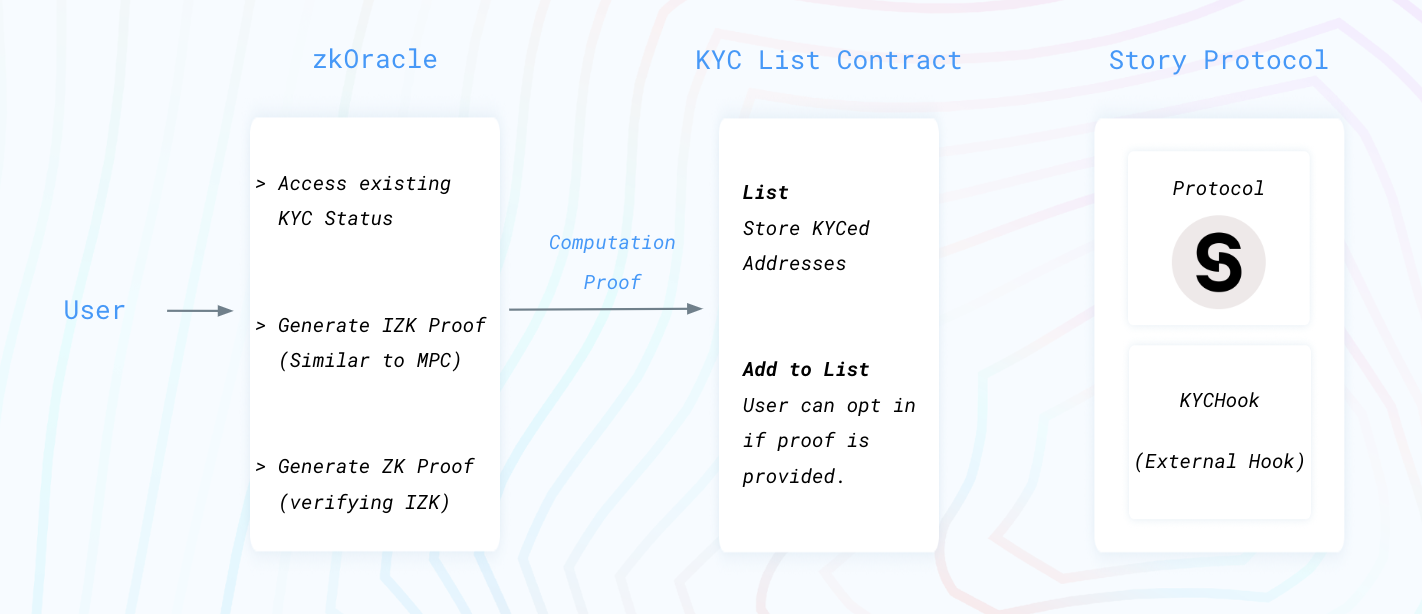 zkOracle
KYC List Contract
Story Protocol
User
> Access existing
KYC Status
> Generate IZK Proof
(Similar to MPC)
> Generate ZK Proof
(verifying IZK)
Computation
Proof
List
Store KYCed
Addresses
Add to List
User can opt in
if proof is
provided.
Protocol
S
KYCHook
(External Hook)